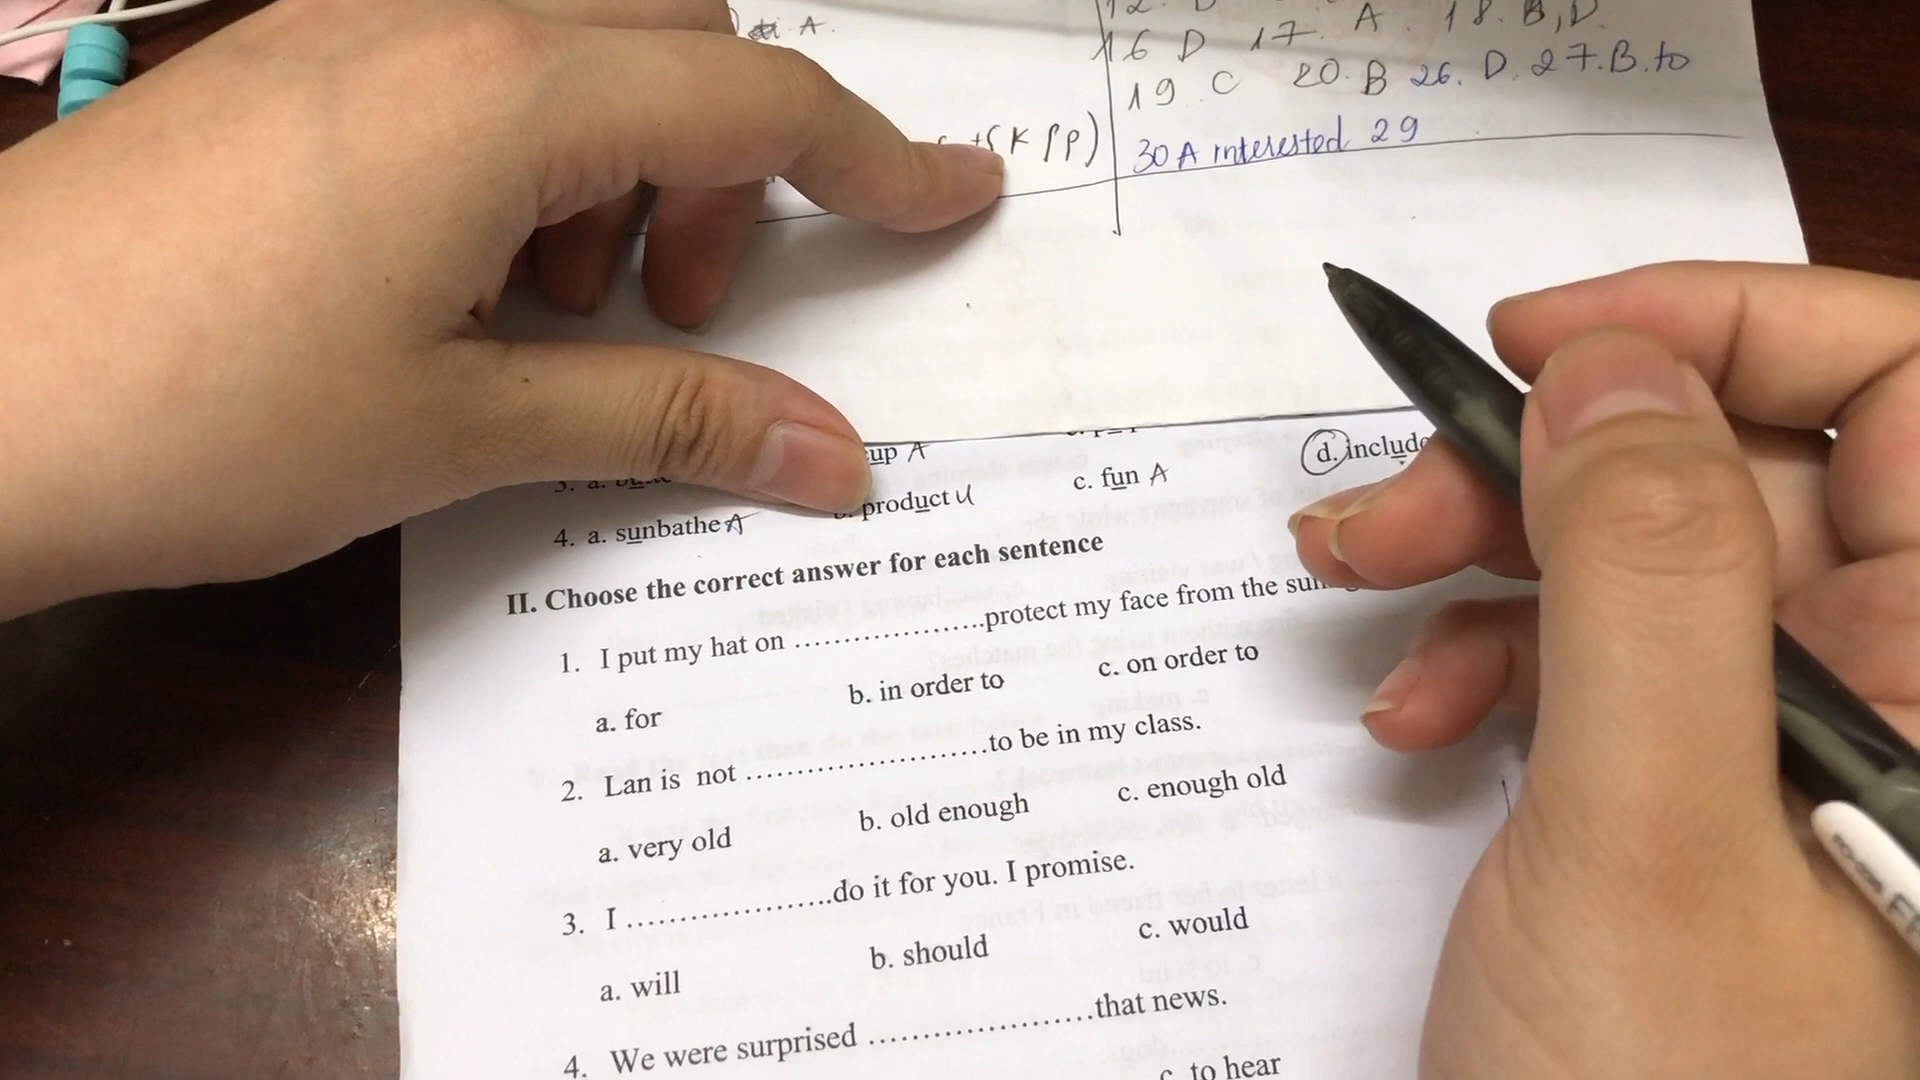 12. D
A.
16 D 17. A. 18. B, D
19. C 20. B 26. D. 27. B. to
30 A interested 29
up A
d. include
4. a. sunbathe A product U c. fun A
II. Choose the correct answer for each sentence
1. I put my hat on ....................protect my face from the sun
a. for b. in order to c. on order to
2. Lan is not .........................to be in my class.
a. very old b. old enough c. enough old
3. I ......................do it for you. I promise.
a. will b. should c. would
4. We were surprised .......................that news.
c. to hear